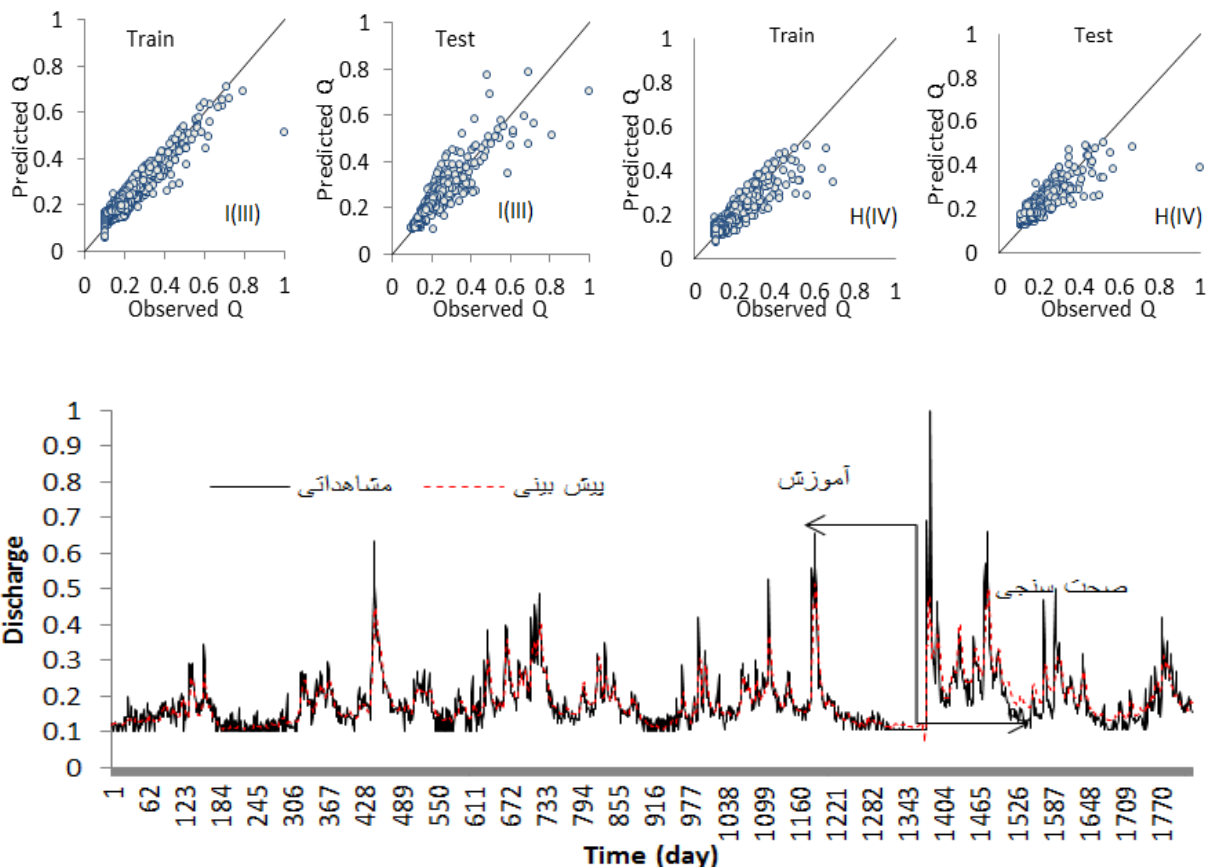 Train
Predicted Q
1
0.8
0.6
0.4
0.2
0
I(III)
0 0.2 0.4 0.6 0.8 1
Observed Q
Test
Predicted Q
1
0.8
0.6
0.4
0.2
0
I(III)
0 0.2 0.4 0.6 0.8 1
Observed Q
Train
Predicted Q
1
0.8
0.6
0.4
0.2
0
H(IV)
0 0.2 0.4 0.6 0.8 1
Observed Q
Test
Predicted Q
1
0.8
0.6
0.4
0.2
0
H(IV)
0 0.2 0.4 0.6 0.8 1
Observed Q
Discharge
1
0.9
0.8
0.7
0.6
0.5
0.4
0.3
0.2
0.1
0
مشاهداتی
پیش بینی
آموزش
صحت سنجی
1 62 123 184 245 306 367 428 489 550 611 672 733 794 855 916 977 1038 1099 1160 1221 1282 1343 1404 1465 1526 1587 1648 1709 1770
Time (day)